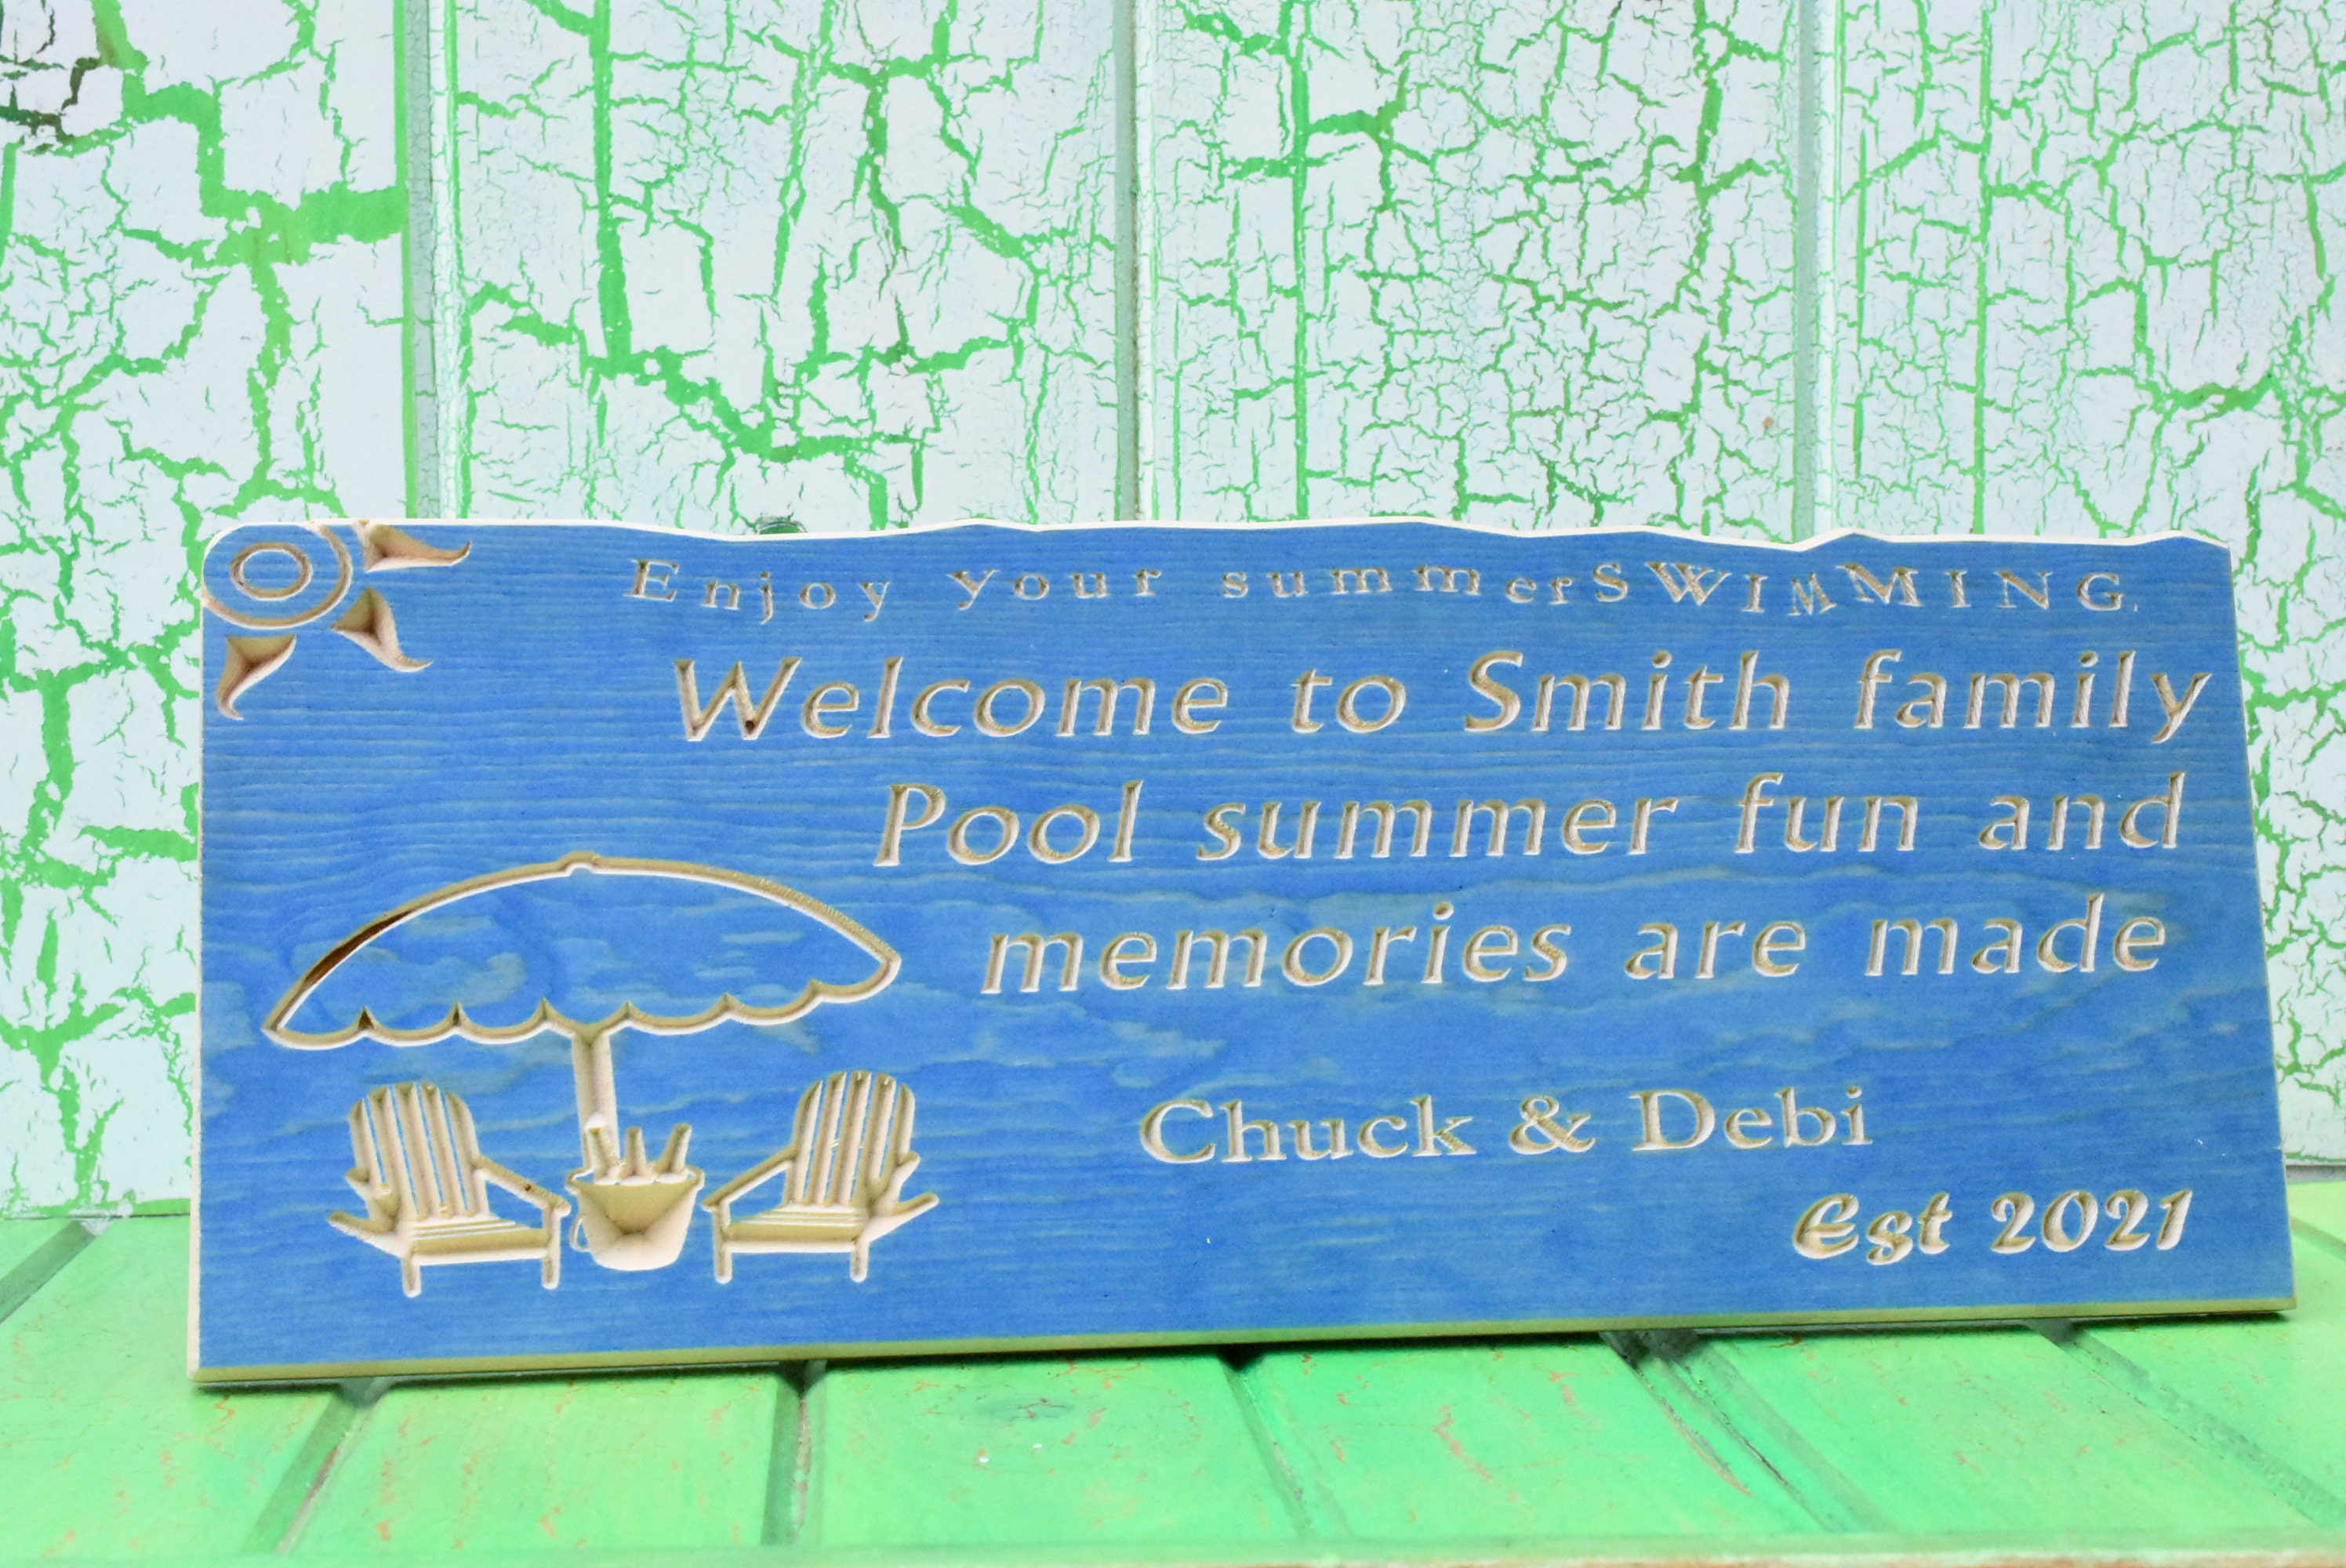 Enjoy your summerSWIMMING.
Welcome to Smith family
Pool summer fun and
memories are made
Chuck & Debi
Est 2021